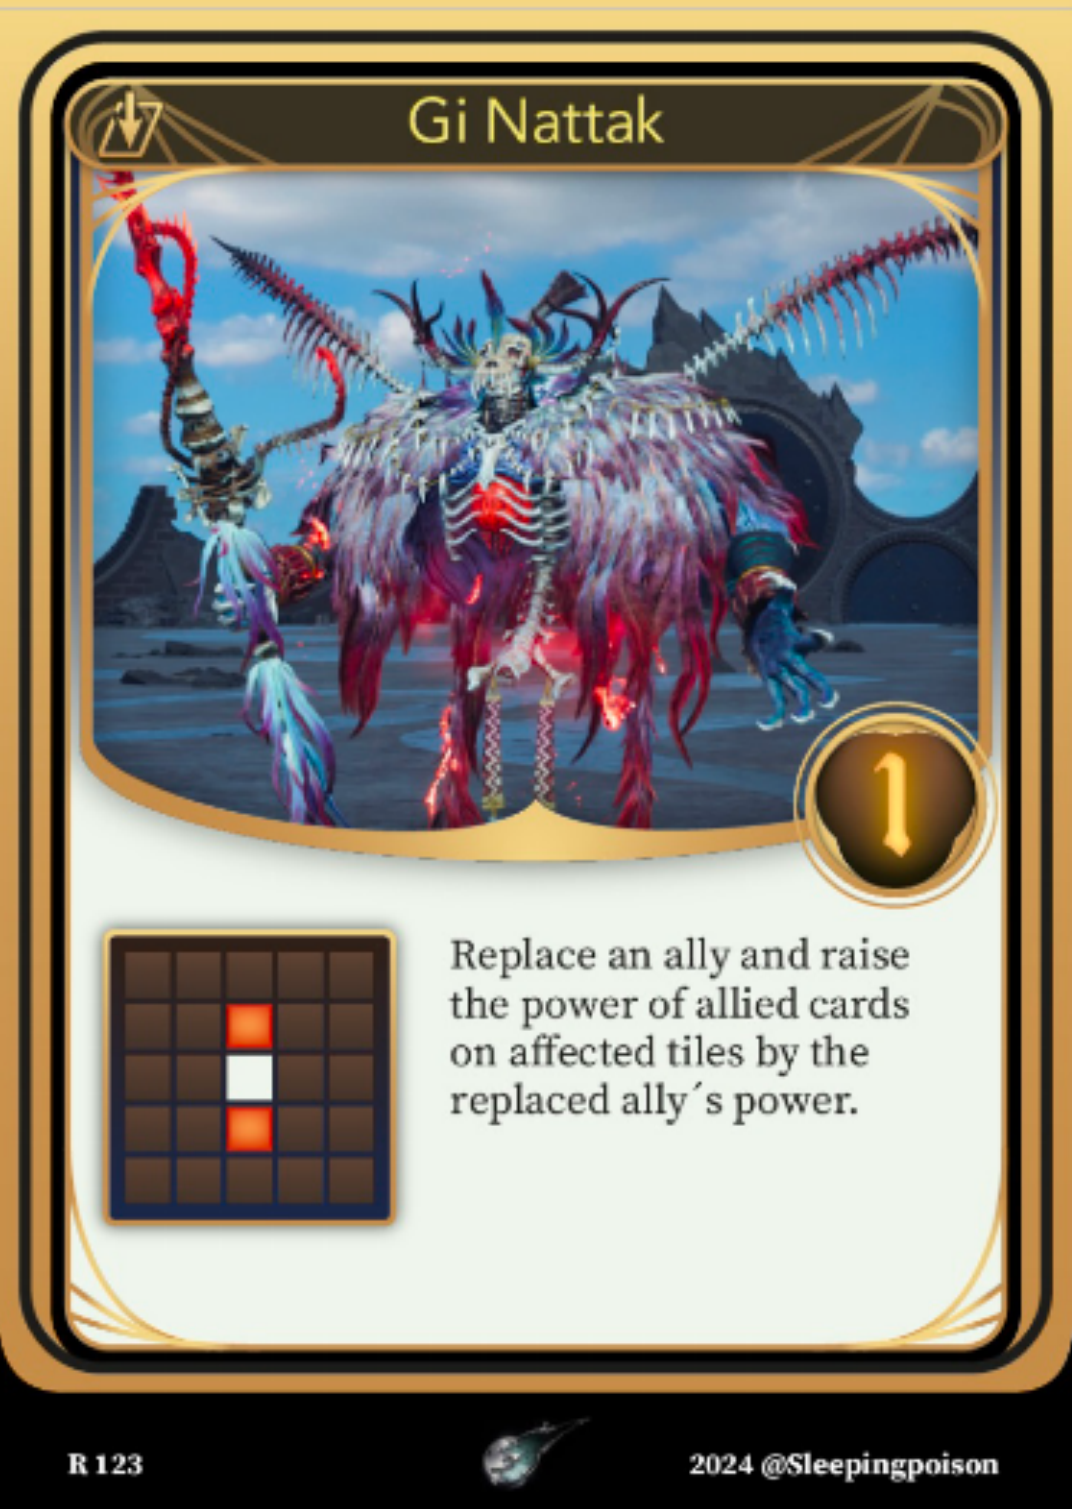 Gi Nattak
1
Replace an ally and raise
the power of allied cards
on affected tiles by the
replaced ally´s power.
R 123
2024 @Sleepingpoison